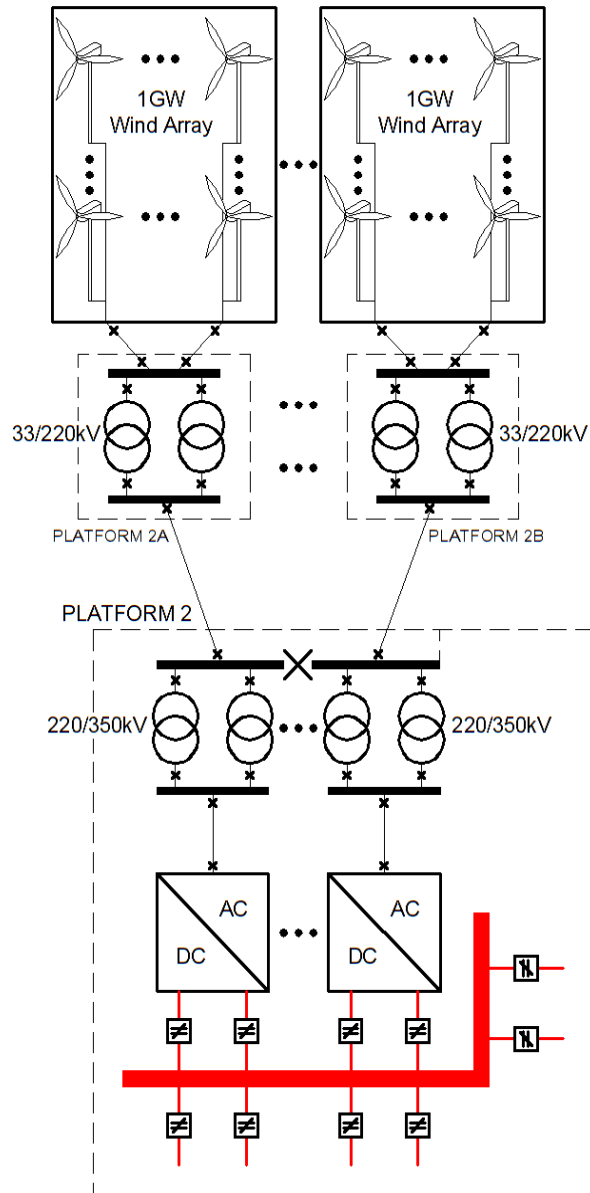 1GW
Wind Array
1GW
Wind Array
33/220kV
33/220kV
PLATFORM 2A
PLATFORM 2B
PLATFORM 2
220/350kV
220/350kV
AC
DC
AC
DC